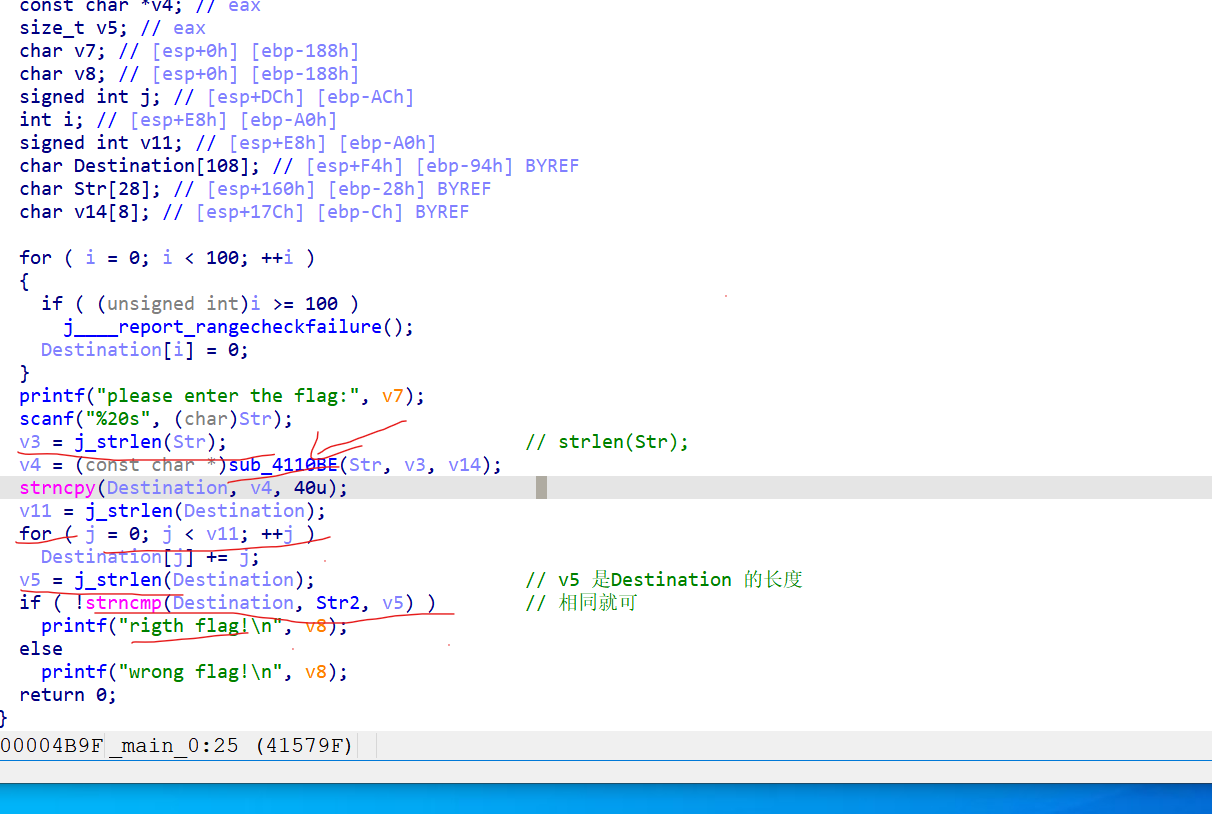 const char *v4; // eax
size_t v5; // eax
char v7; // [esp+0h] [ebp-188h]
char v8; // [esp+0h] [ebp-188h]
signed int j; // [esp+DCh] [ebp-ACh]
int i; // [esp+E8h] [ebp-A0h]
signed int v11; // [esp+E8h] [ebp-A0h]
char Destination[108]; // [esp+F4h] [ebp-94h] BYREF
char Str[28]; // [esp+160h] [ebp-28h] BYREF
char v14[8]; // [esp+17Ch] [ebp-Ch] BYREF
for ( i = 0; i < 100; ++i )
{
if ( (unsigned int)i >= 100 )
j____report_rangecheckfailure();
Destination[i] = 0;
}
printf("please enter the flag:", v7);
scanf("%20s", (char)Str);
v3 = j_strlen(Str); // strlen(Str);
v4 = (const char *)sub_4110BE(Str, v3, v14);
strncpy(Destination, v4, 40u);
v11 = j_strlen(Destination);
for ( j = 0; j < v11; ++j )
Destination[j] += j;
v5 = j_strlen(Destination); // v5 是Destination 的长度
if ( !strncmp(Destination, Str2, v5) ) // 相同就可
printf("rigth flag!\n", v8);
else
printf("wrong flag!\n", v8);
return 0;
}
00004B9F _main_0:25 (41579F)